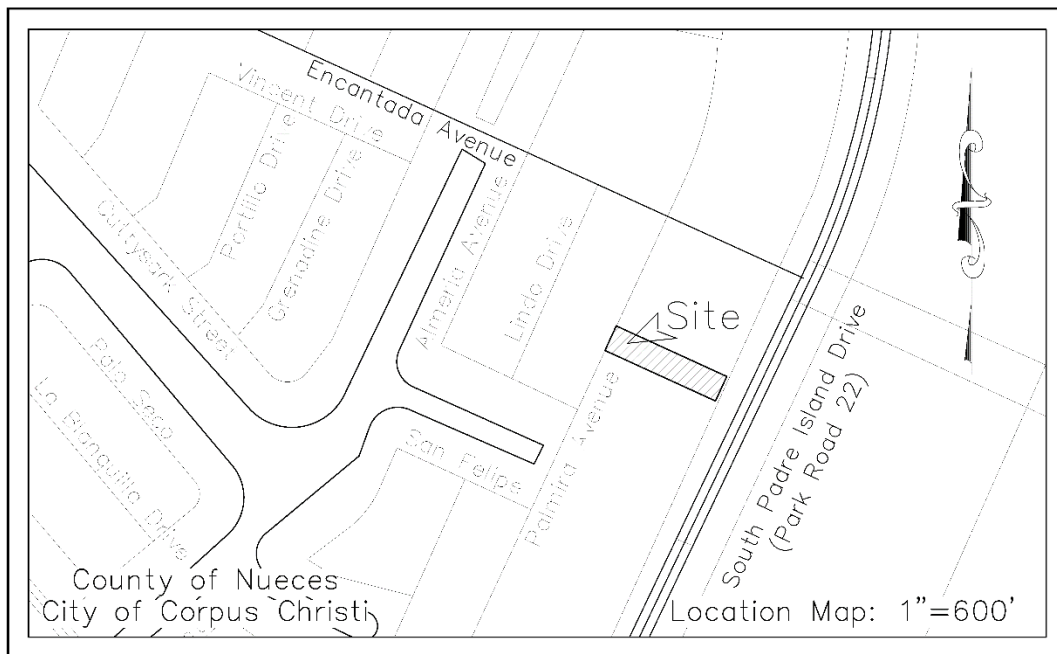 Encantada Avenue
Vincent Drive
Portillo Drive
Grenadine Drive
Cuttysark Street
Almeria Avenue
Lindo Drive
Site
Palo Seco
La Blanquilla Drive
San Felipe
Palmira Avenue
South Padre Island Drive
(Park Road 22)
County of Nueces
City of Corpus Christi
Location Map: 1"=600'